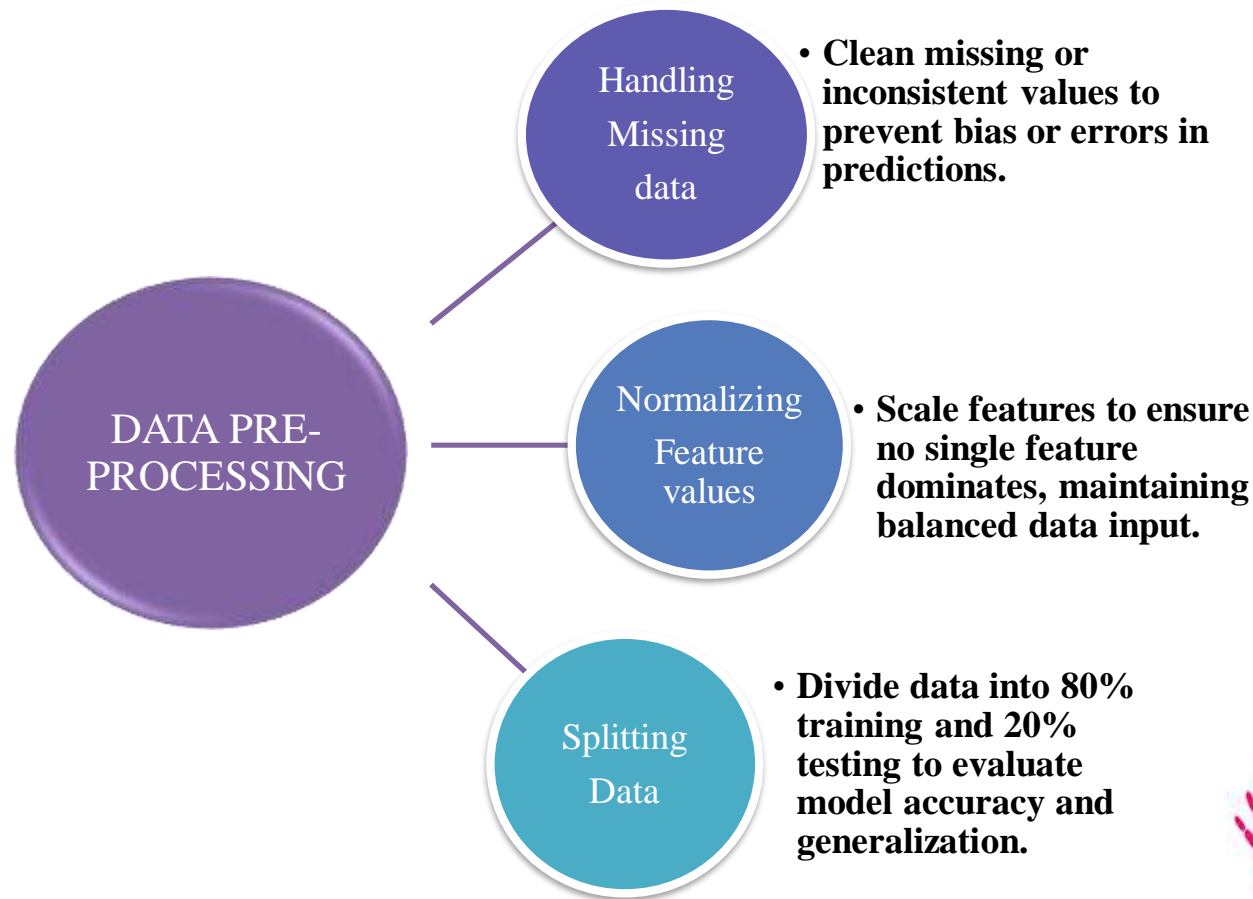 DATA PRE-
PROCESSING
Handling
Missing
data
• Clean missing or
inconsistent values to
prevent bias or errors in
predictions.
Normalizing
Feature
values
• Scale features to ensure
no single feature
dominates, maintaining
balanced data input.
Splitting
Data
• Divide data into 80%
training and 20%
testing to evaluate
model accuracy and
generalization.